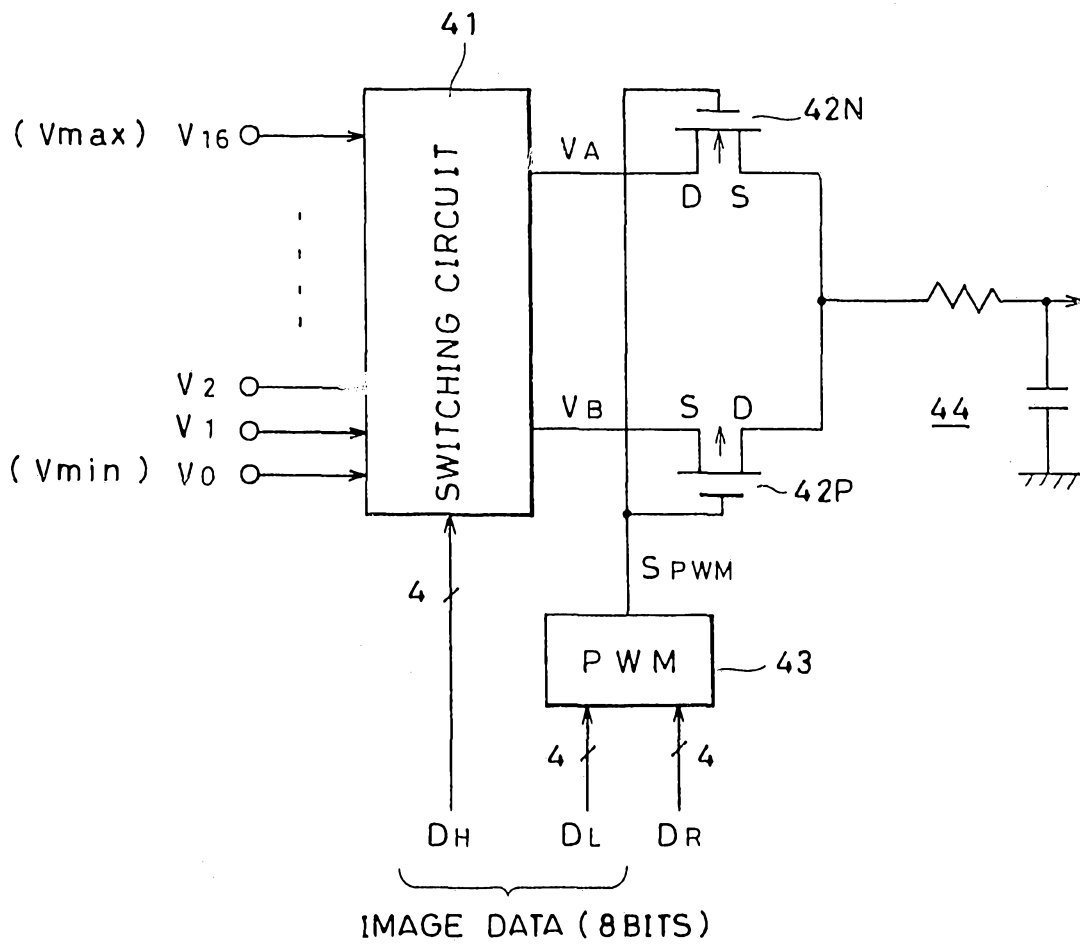 41
(Vmax) V16
42N
VA
D S
SWITCHING CIRCUIT
V2
V1
(Vmin) V0
VB
S D
44
42P
SPWM
4
PWM
43
4
4
DH
DL
DR
IMAGE DATA (8BITS)